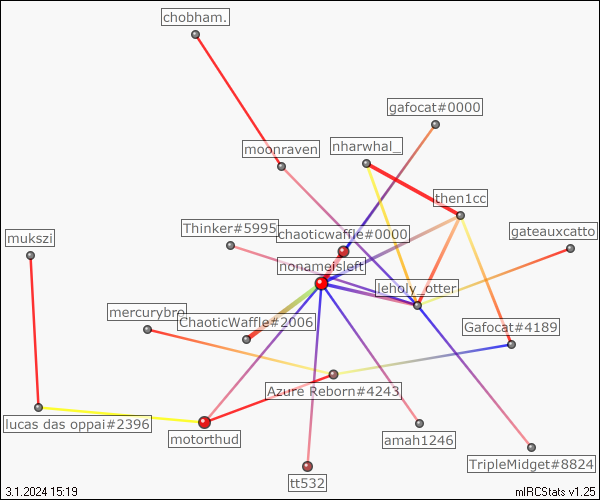 chobham.
gafocat#0000
nharwhal_
moonraven
then1cc
Thinker#5995
chaoticwaffle#0000
gateauxcatto
mukszi
nonameisleft
leholy_otter
mercurybro
ChaoticWaffle#2006
Gafocat#4189
Azure Reborn#4243
lucas das oppai#2396
motorthud
amah1246
TripleMidget#8824
tt532
3.1.2024 15:19
mIRCStats v1.25